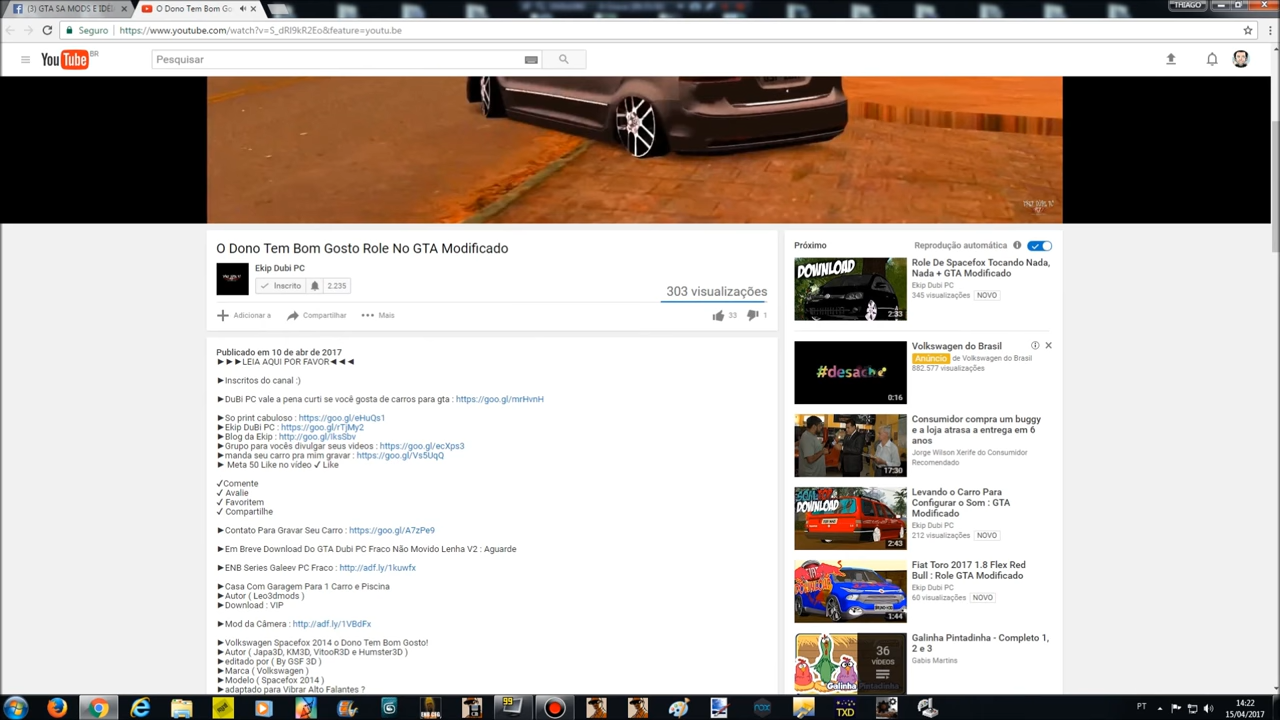 (3) GTA SA MODS E IDEI
O Dono Tem Bom Go
THIAGO
Seguro
https://www.youtube.com/watch?v=S_dRl9kR2Eo&feature=youtu.be
YouTube BR
Pesquisar
O Dono Tem Bom Gosto Role No GTA Modificado
Ekip Dubi PC
Inscrito 2.235
303 visualizações
Adicionar a Compartilhar Mais
33 1
Publicado em 10 de abr de 2017
►►►LEIA AQUI POR FAVOR◄◄◄
►Inscritos do canal :)
►DuBi PC vale a pena curti se você gosta de carros para gta : https://goo.gl/mrHvnH
►So print cabuloso : https://goo.gl/eHuQs1
►Ekip DuBi PC : https://goo.gl/rTjMy2
►Blog da Ekip : http://goo.gl/IksSbv
►Grupo para vocês divulgar seus videos : https://goo.gl/ecXps3
►manda seu carro pra mim gravar : https://goo.gl/Vs5UqQ
► Meta 50 Like no vídeo ✓ Like
✓Comente
✓ Avalie
✓ Favoritem
✓ Compartilhe
►Contato Para Gravar Seu Carro : https://goo.gl/A7zPe9
►Em Breve Download Do GTA Dubi PC Fraco Não Movido Lenha V2 : Aguarde
►ENB Series Galeev PC Fraco : http://adf.ly/1kuwfx
►Casa Com Garagem Para 1 Carro e Piscina
►Autor ( Leo3dmods )
►Download : VIP
►Mod da Câmera : http://adf.ly/1VBdFx
►Volkswagen Spacefox 2014 o Dono Tem Bom Gosto!
►Autor ( Japa3D, KM3D, VitooR3D e Humster3D )
►editado por ( By GSF 3D )
►Marca ( Volkswagen )
►Modelo ( Spacefox 2014 )
►adaptado para Vibrar Alto Falantes ?
Próximo
Reprodução automática
DOWNLOAD
2:33
Role De Spacefox Tocando Nada,
Nada + GTA Modificado
Ekip Dubi PC
345 visualizações NOVO
0:16
Volkswagen do Brasil
Anúncio de Volkswagen do Brasil
882.577 visualizações
17:30
Consumidor compra um buggy
e a loja atrasa a entrega em 6
anos
Jorge Wilson Xerife do Consumidor
Recomendado
DOWNLOAD
2:43
Levando o Carro Para
Configurar o Som : GTA
Modificado
Ekip Dubi PC
212 visualizações NOVO
1:44
Fiat Toro 2017 1.8 Flex Red
Bull : Role GTA Modificado
Ekip Dubi PC
60 visualizações NOVO
36
VÍDEOS
Galinha Pintadinha
Galinha Pintadinha - Completo 1,
2 e 3
Gabis Martins
99
TXD
PT
14:22
15/04/2017